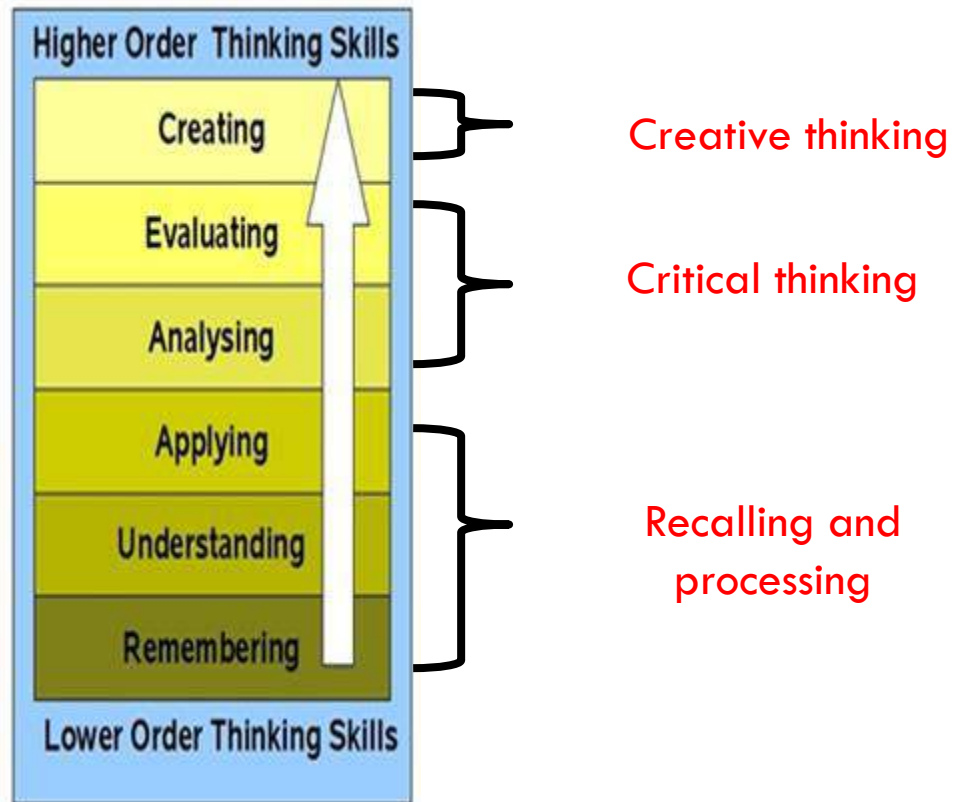 Higher Order Thinking Skills
Creating
Evaluating
Analysing
Applying
Understanding
Remembering
Lower Order Thinking Skills
Creative thinking
Critical thinking
Recalling and
processing